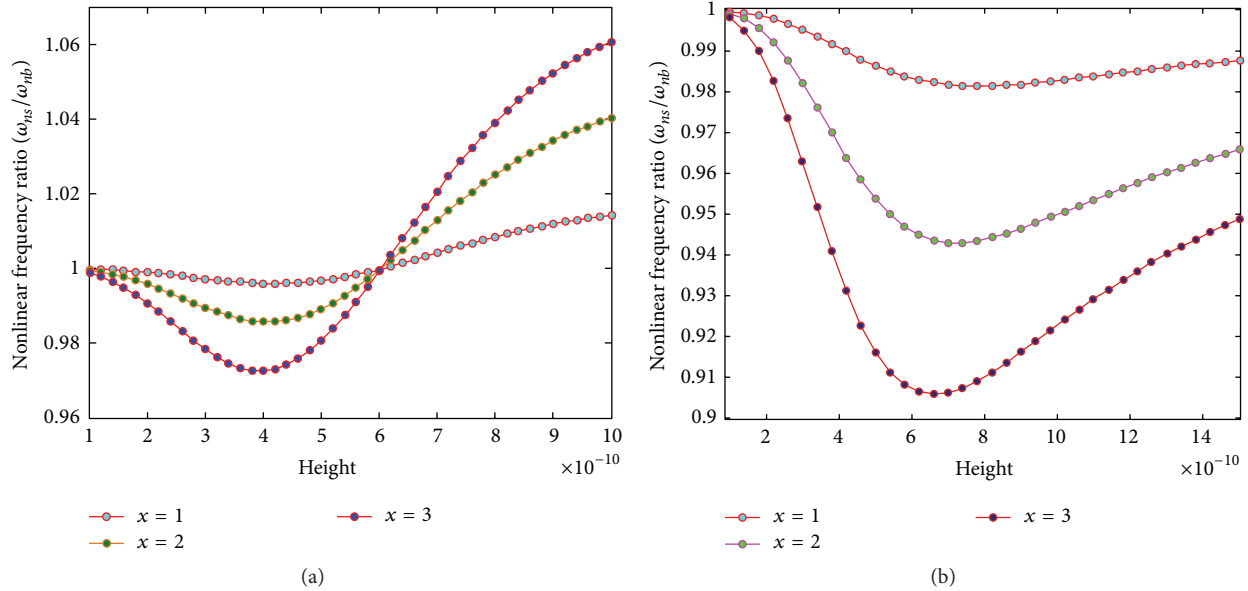 Nonlinear frequency ratio (ω_ns/ω_nb)
1.06
1.04
1.02
1
0.98
0.96
1 2 3 4 5 6 7 8 9 10
Height ×10⁻¹⁰
x = 1
x = 2
x = 3
(a)
Nonlinear frequency ratio (ω_ns/ω_nb)
1
0.99
0.98
0.97
0.96
0.95
0.94
0.93
0.92
0.91
0.9
2 4 6 8 10 12 14
Height ×10⁻¹⁰
x = 1
x = 2
x = 3
(b)